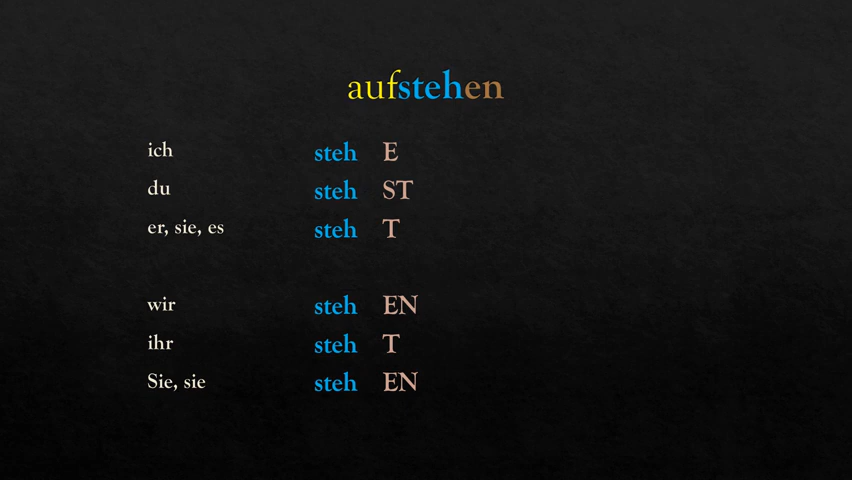 aufstehen
ich steh E
du steh ST
er, sie, es steh T
wir steh EN
ihr steh T
Sie, sie steh EN